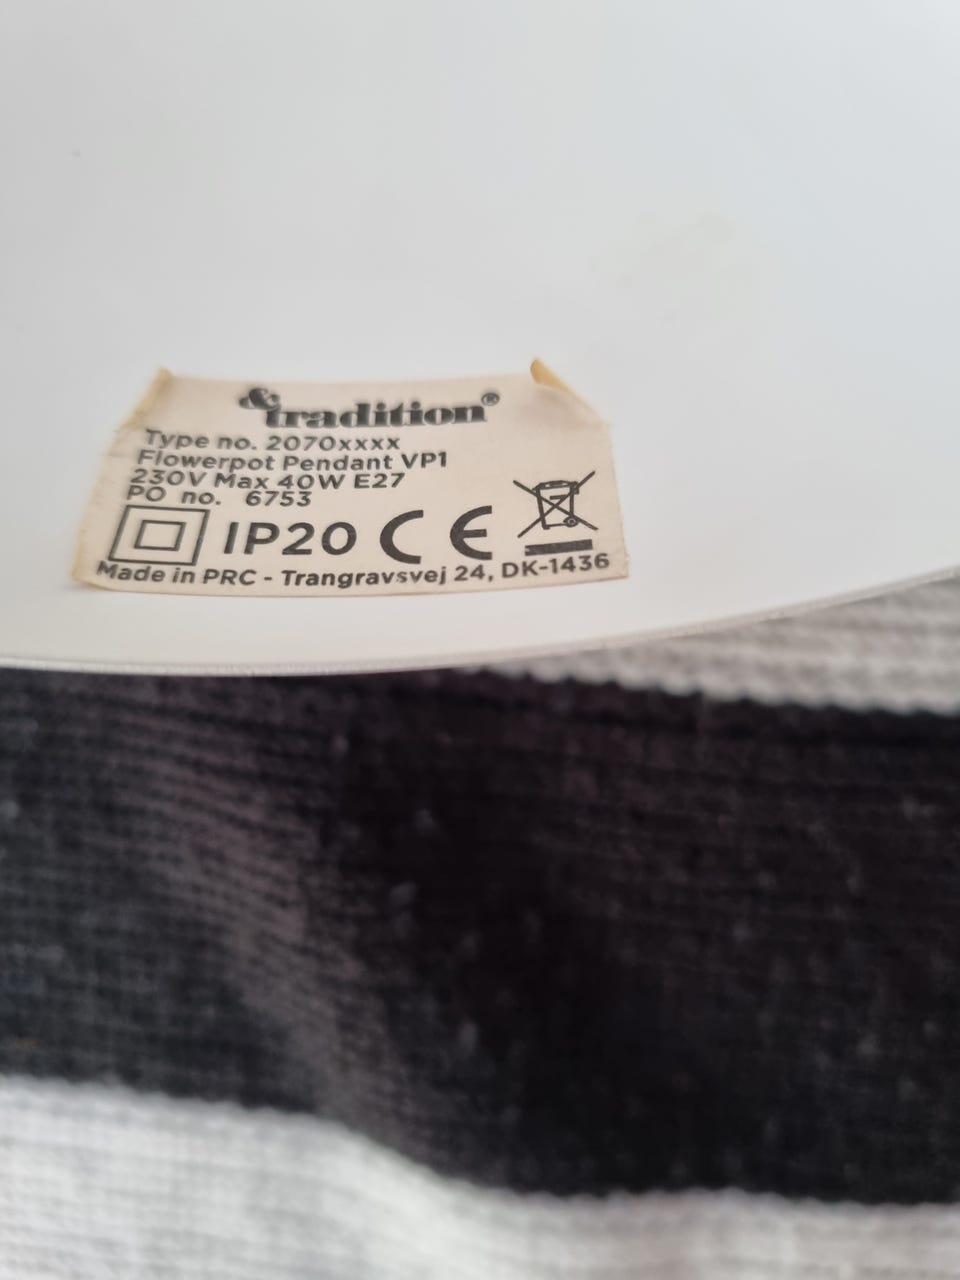 &tradition®
Type no. 2070xxxx
Flowerpot Pendant VP1
230V Max 40W E27
PO no. 6753
IP20 CE
Made in PRC - Trangravsvej 24, DK-1436